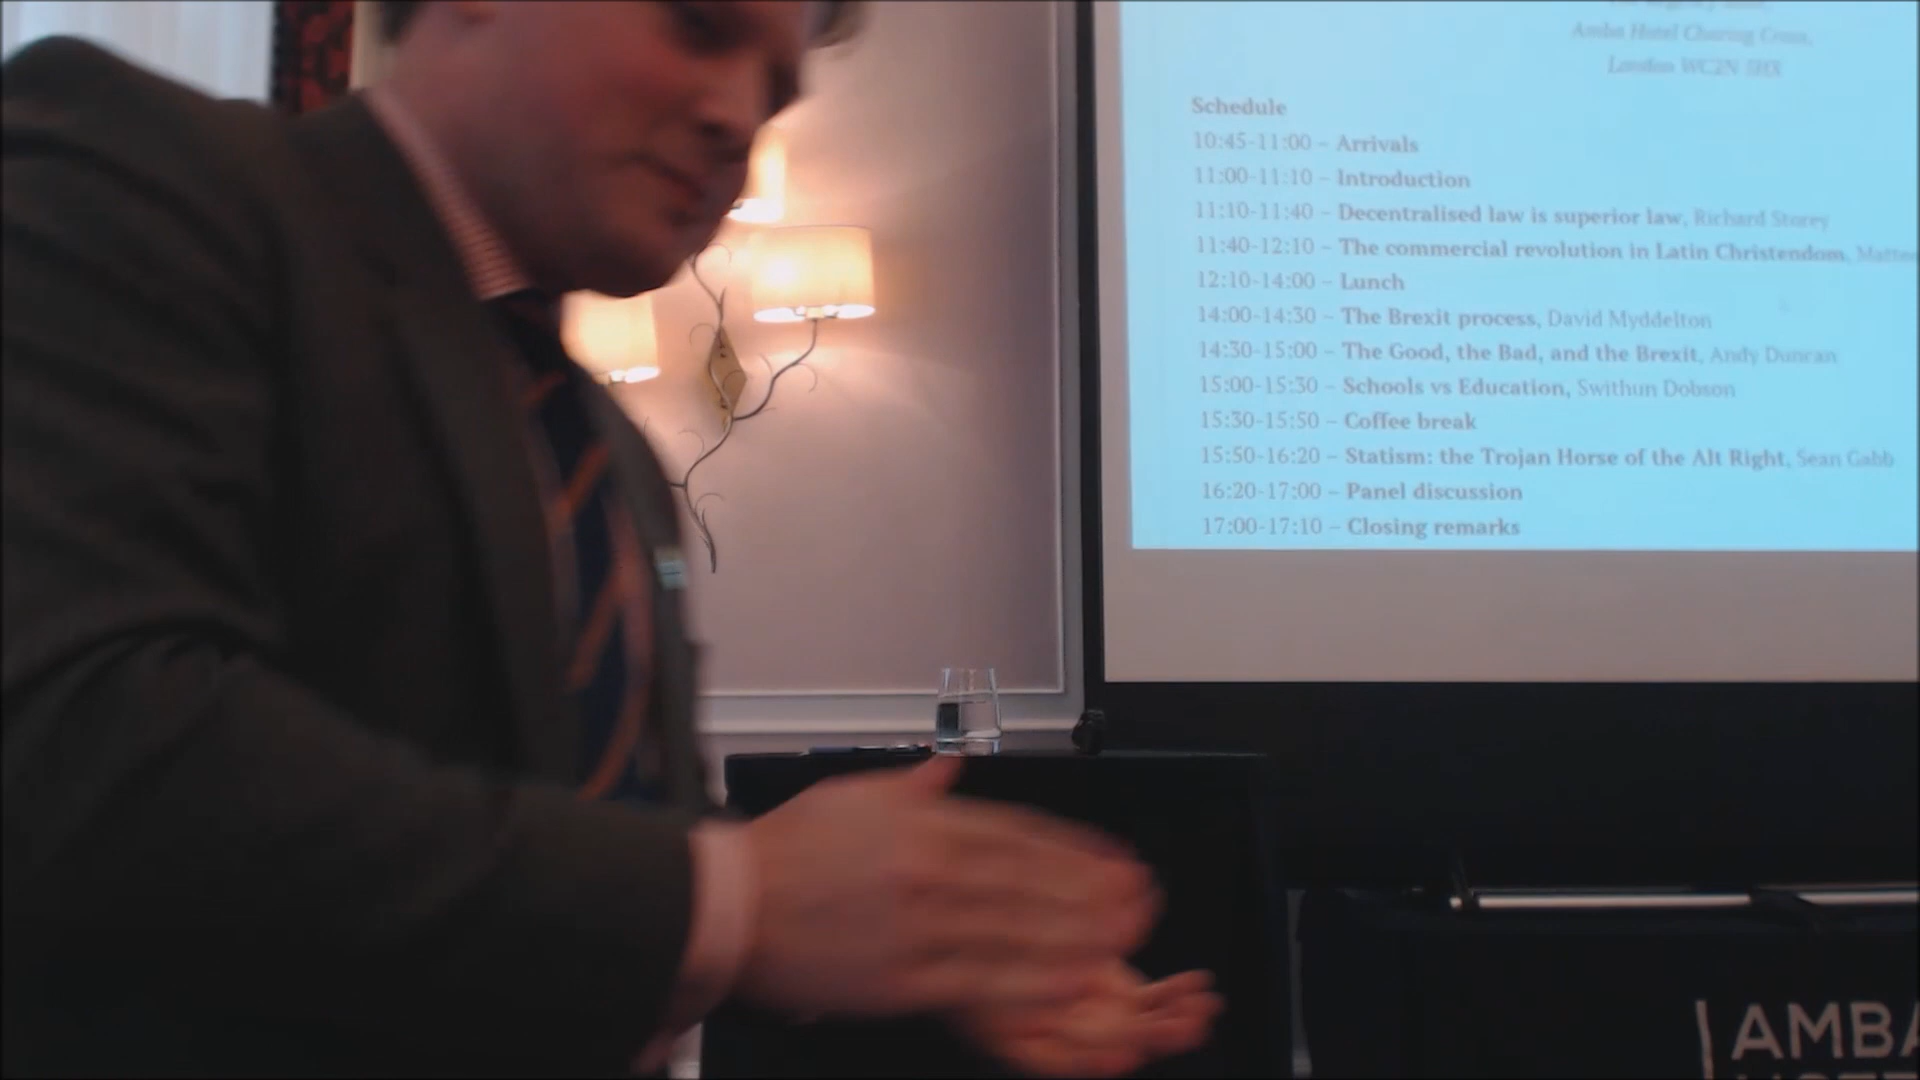 Amba Hotel Charing Cross,
London WC2N 5HX
Schedule
10:45-11:00 – Arrivals
11:00-11:10 – Introduction
11:10-11:40 – Decentralised law is superior law, Richard Storey
11:40-12:10 – The commercial revolution in Latin Christendom, Matteo
12:10-14:00 – Lunch
14:00-14:30 – The Brexit process, David Myddelton
14:30-15:00 – The Good, the Bad, and the Brexit, Andy Duncan
15:00-15:30 – Schools vs Education, Swithun Dobson
15:30-15:50 – Coffee break
15:50-16:20 – Statism: the Trojan Horse of the Alt Right, Sean Gabb
16:20-17:00 – Panel discussion
17:00-17:10 – Closing remarks
AMBA